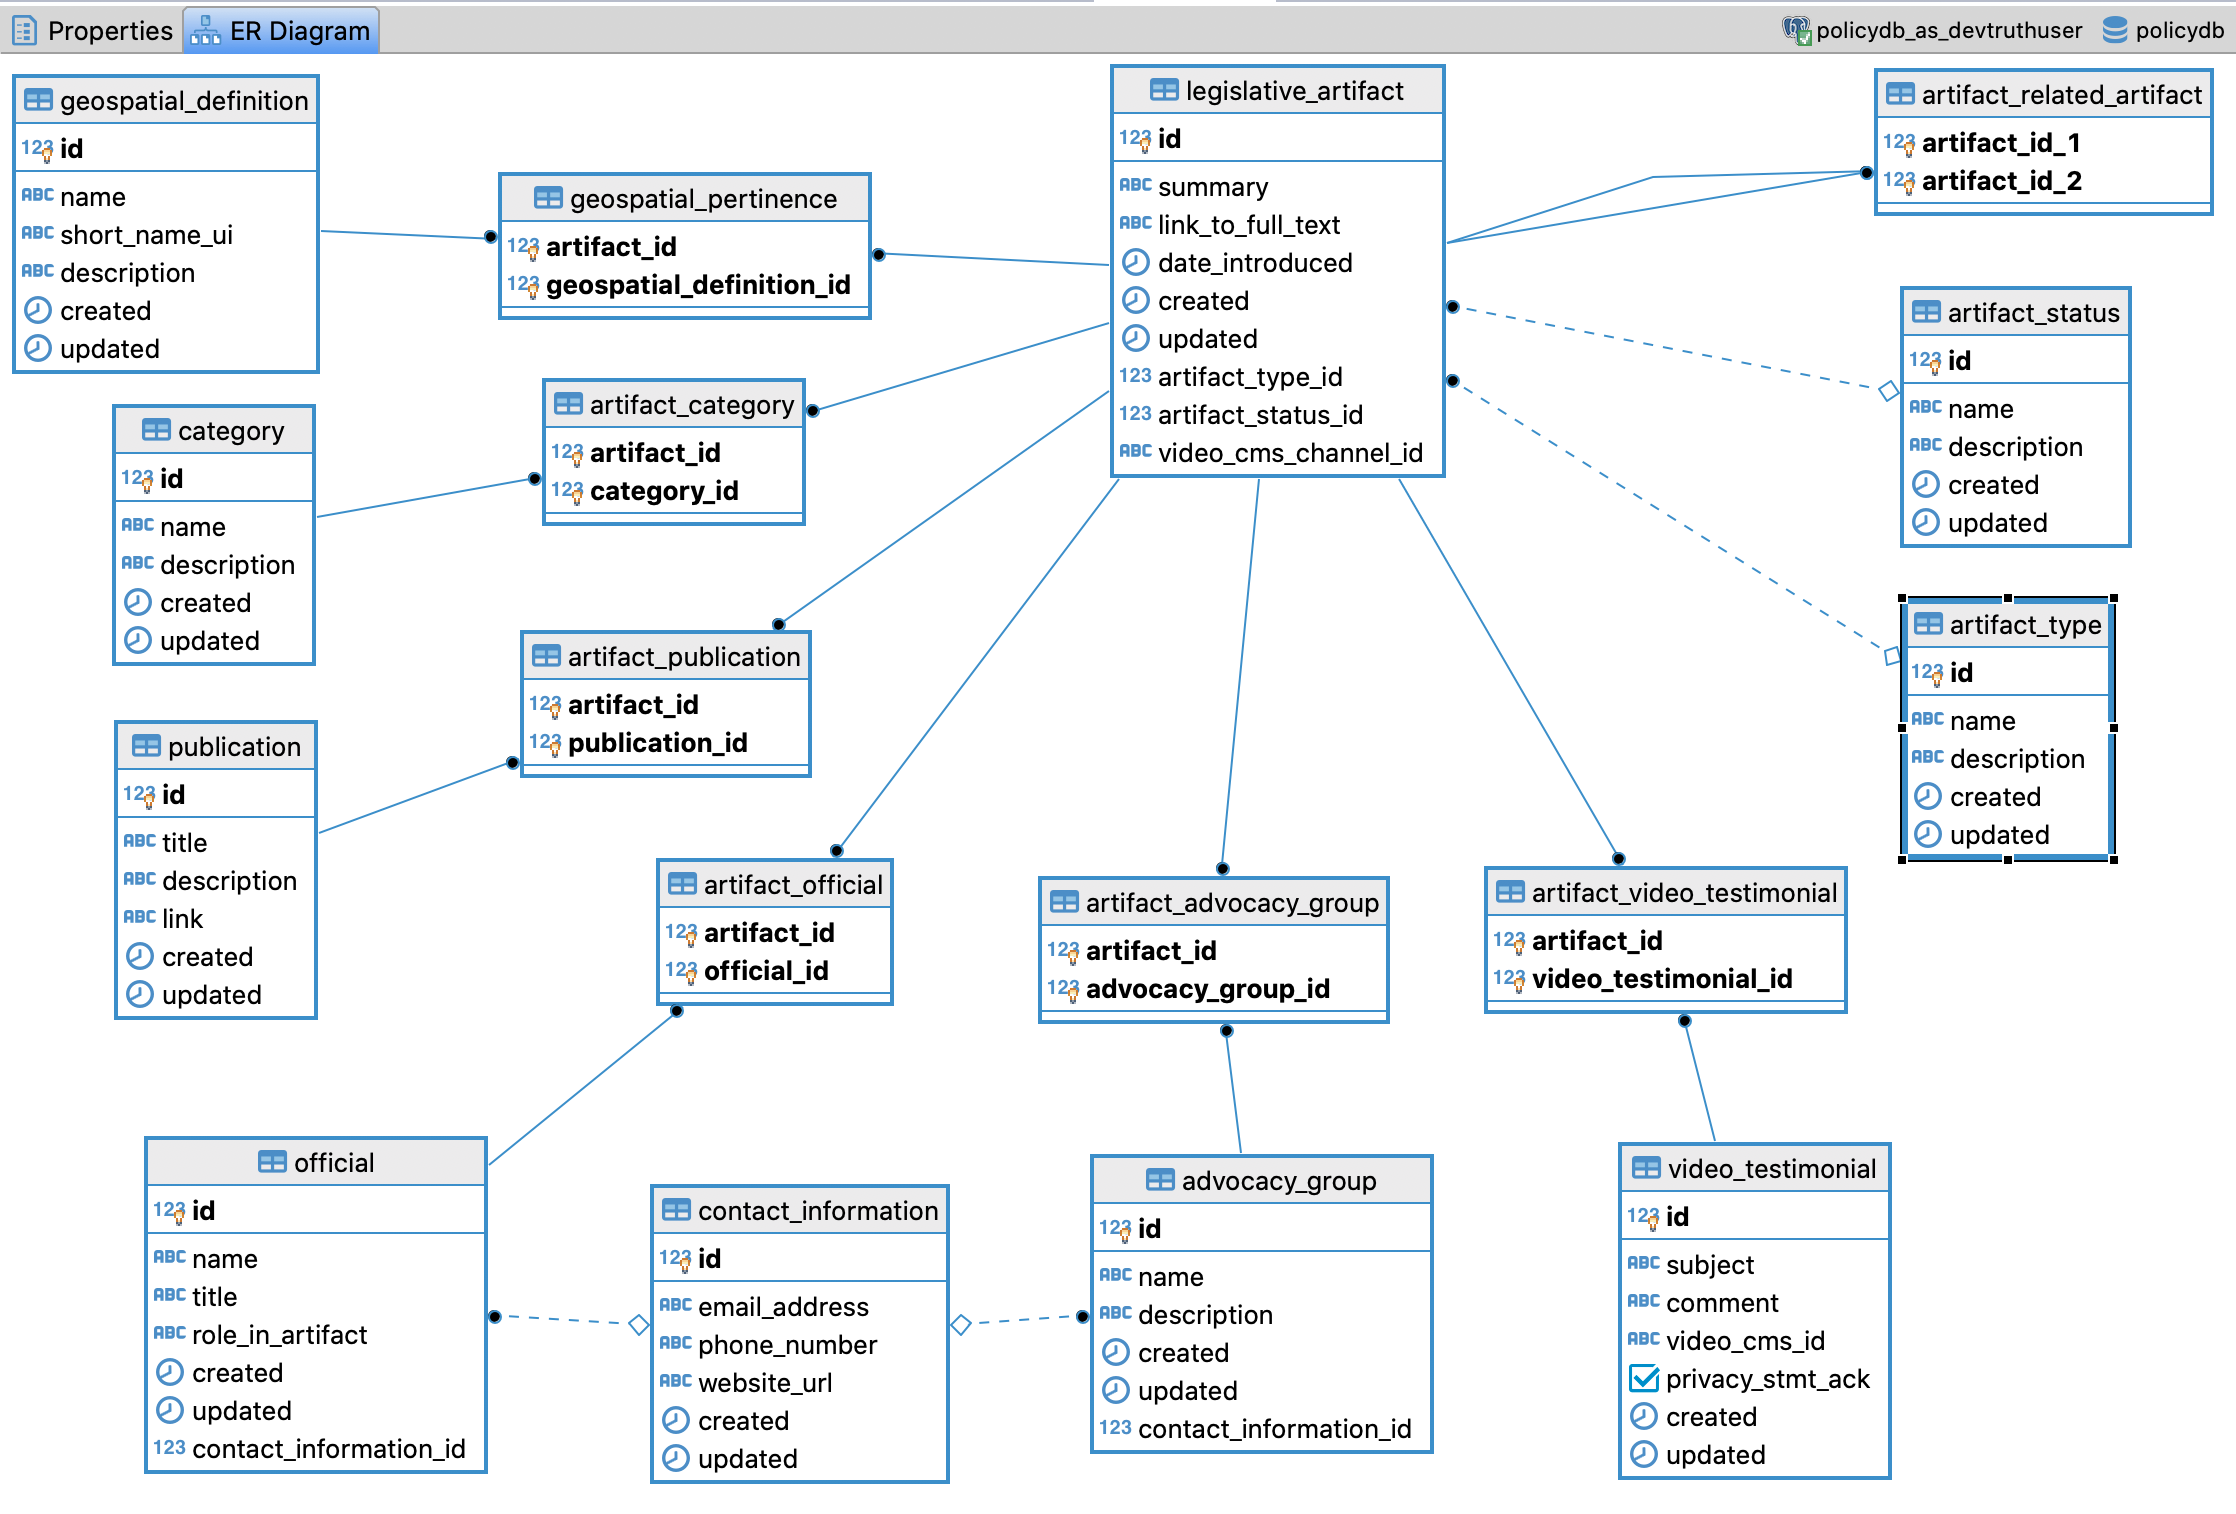 Properties
ER Diagram
policydb_as_devtruthuser
policydb
geospatial_definition
123 id
ABC name
ABC short_name_ui
ABC description
created
updated
geospatial_pertinence
123 artifact_id
123 geospatial_definition_id
legislative_artifact
123 id
ABC summary
ABC link_to_full_text
date_introduced
created
updated
123 artifact_type_id
123 artifact_status_id
ABC video_cms_channel_id
artifact_related_artifact
123 artifact_id_1
123 artifact_id_2
artifact_status
123 id
ABC name
ABC description
created
updated
category
123 id
ABC name
ABC description
created
updated
artifact_category
123 artifact_id
123 category_id
artifact_type
123 id
ABC name
ABC description
created
updated
publication
123 id
ABC title
ABC description
ABC link
created
updated
artifact_publication
123 artifact_id
123 publication_id
artifact_official
123 artifact_id
123 official_id
artifact_advocacy_group
123 artifact_id
123 advocacy_group_id
artifact_video_testimonial
123 artifact_id
123 video_testimonial_id
official
123 id
ABC name
ABC title
ABC role_in_artifact
created
updated
123 contact_information_id
contact_information
123 id
ABC email_address
ABC phone_number
ABC website_url
created
updated
advocacy_group
123 id
ABC name
ABC description
created
updated
123 contact_information_id
video_testimonial
123 id
ABC subject
ABC comment
ABC video_cms_id
privacy_stmt_ack
created
updated